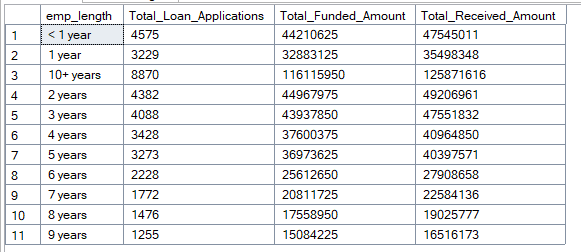 emp_length Total_Loan_Applications Total_Funded_Amount Total_Received_Amount
1 < 1 year 4575 44210625 47545011
2 1 year 3229 32883125 35498348
3 10+ years 8870 116115950 125871616
4 2 years 4382 44967975 49206961
5 3 years 4088 43937850 47551832
6 4 years 3428 37600375 40964850
7 5 years 3273 36973625 40397571
8 6 years 2228 25612650 27908658
9 7 years 1772 20811725 22584136
10 8 years 1476 17558950 19025777
11 9 years 1255 15084225 16516173